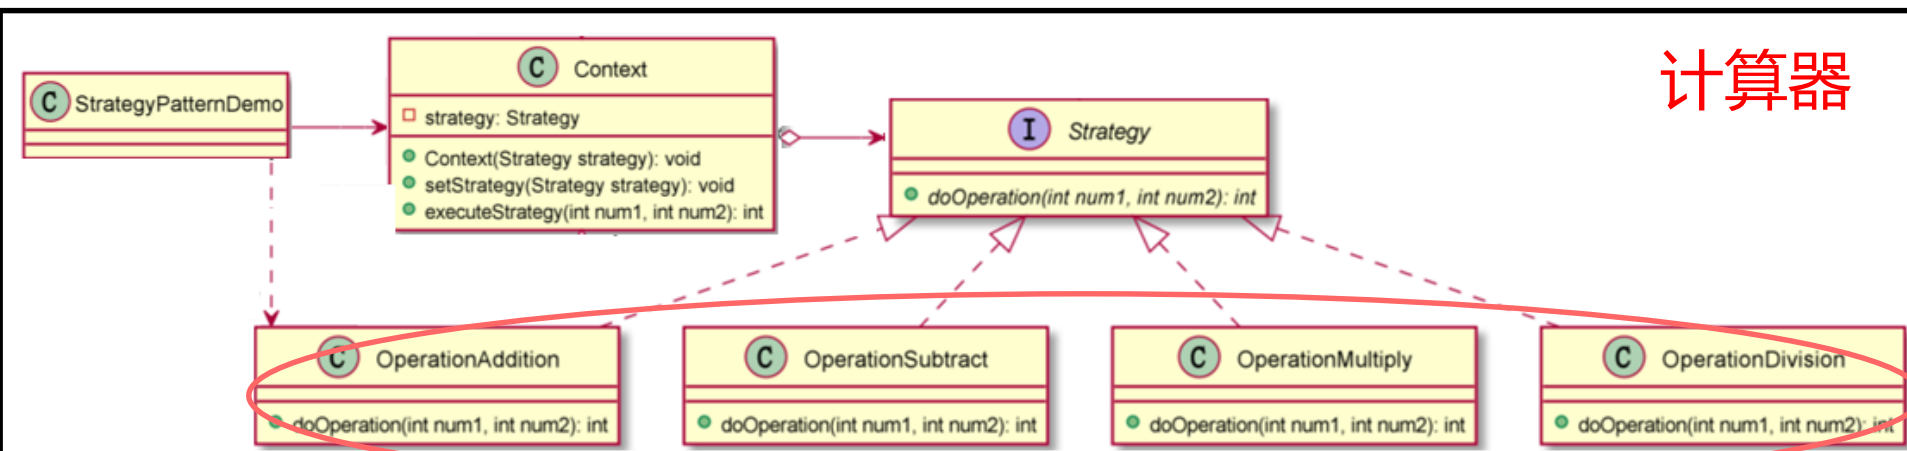 计算器
C StrategyPatternDemo
C Context
strategy: Strategy
Context(Strategy strategy): void
setStrategy(Strategy strategy): void
executeStrategy(int num1, int num2): int
I Strategy
doOperation(int num1, int num2): int
C OperationAddition
doOperation(int num1, int num2): int
C OperationSubtract
doOperation(int num1, int num2): int
C OperationMultiply
doOperation(int num1, int num2): int
C OperationDivision
doOperation(int num1, int num2): int